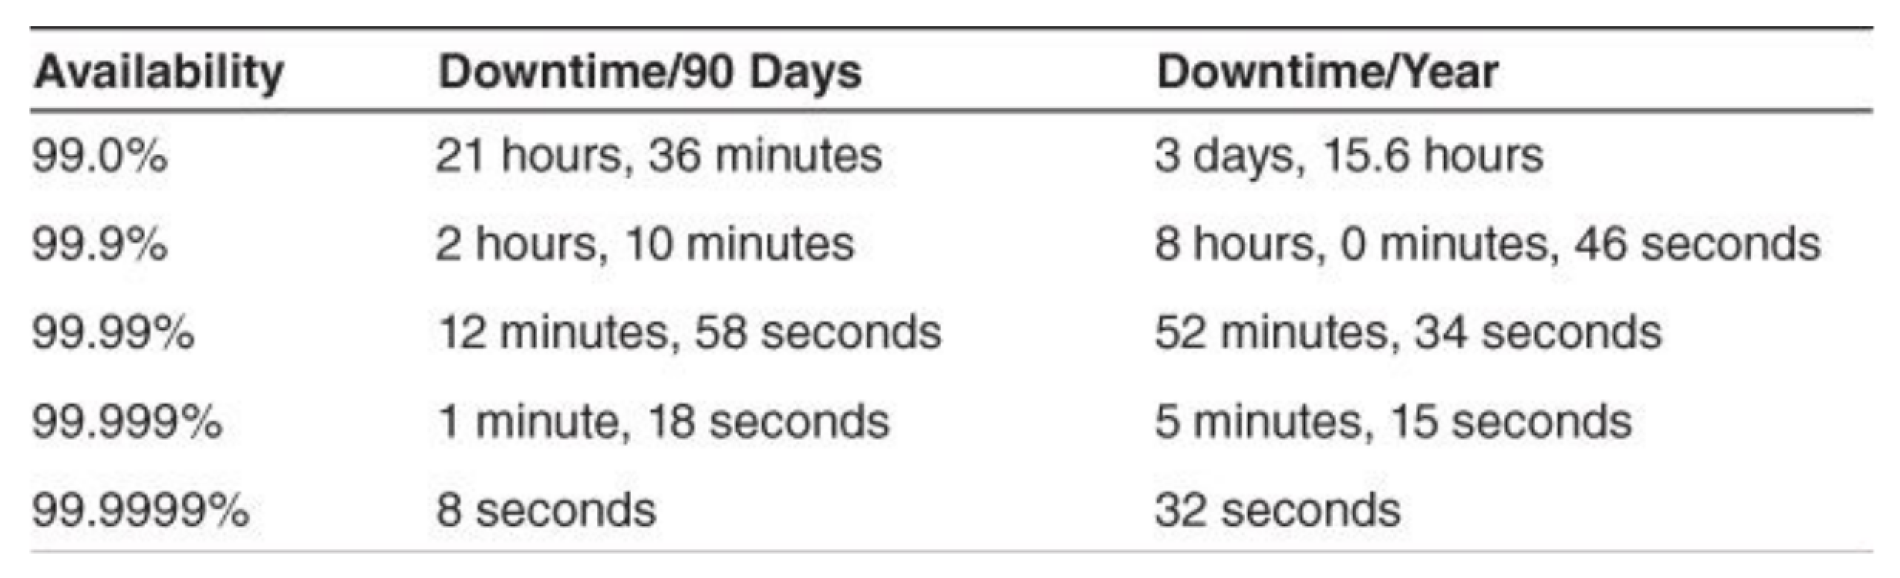 Availability Downtime/90 Days Downtime/Year
99.0% 21 hours, 36 minutes 3 days, 15.6 hours
99.9% 2 hours, 10 minutes 8 hours, 0 minutes, 46 seconds
99.99% 12 minutes, 58 seconds 52 minutes, 34 seconds
99.999% 1 minute, 18 seconds 5 minutes, 15 seconds
99.9999% 8 seconds 32 seconds